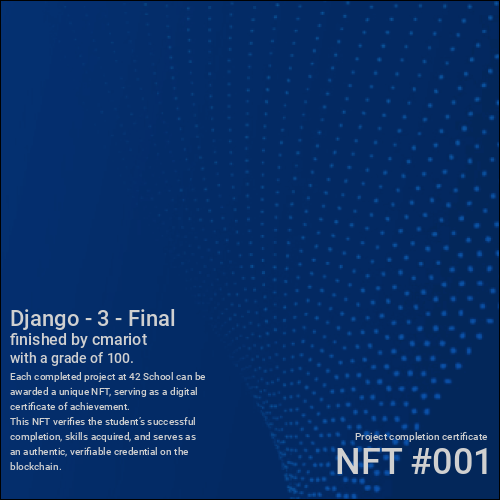 Django - 3 - Final
finished by cmariot
with a grade of 100.
Each completed project at 42 School can be
awarded a unique NFT, serving as a digital
certificate of achievement.
This NFT verifies the student's successful
completion, skills acquired, and serves as
an authentic, verifiable credential on the
blockchain.
Project completion certificate
NFT #001